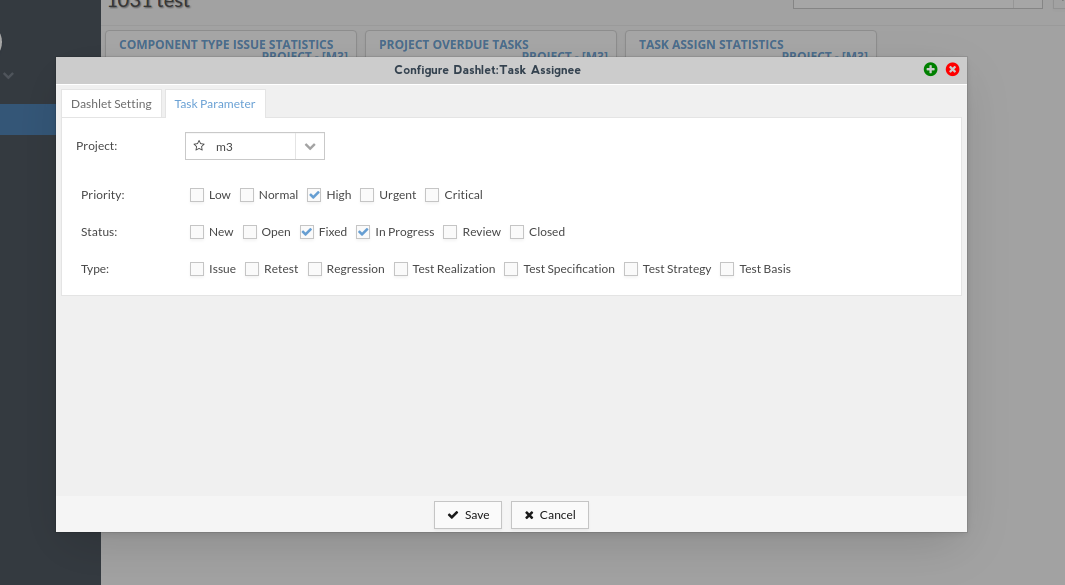 1031 test
COMPONENT TYPE ISSUE STATISTICS PROJECT OVERDUE TASKS TASK ASSIGN STATISTICS
PROJECT - [M3] PROJECT - [M3] PROJECT - [M3]
Configure Dashlet:Task Assignee
Dashlet Setting Task Parameter
Project: m3
Priority: Low Normal High Urgent Critical
Status: New Open Fixed In Progress Review Closed
Type: Issue Retest Regression Test Realization Test Specification Test Strategy Test Basis
Save Cancel